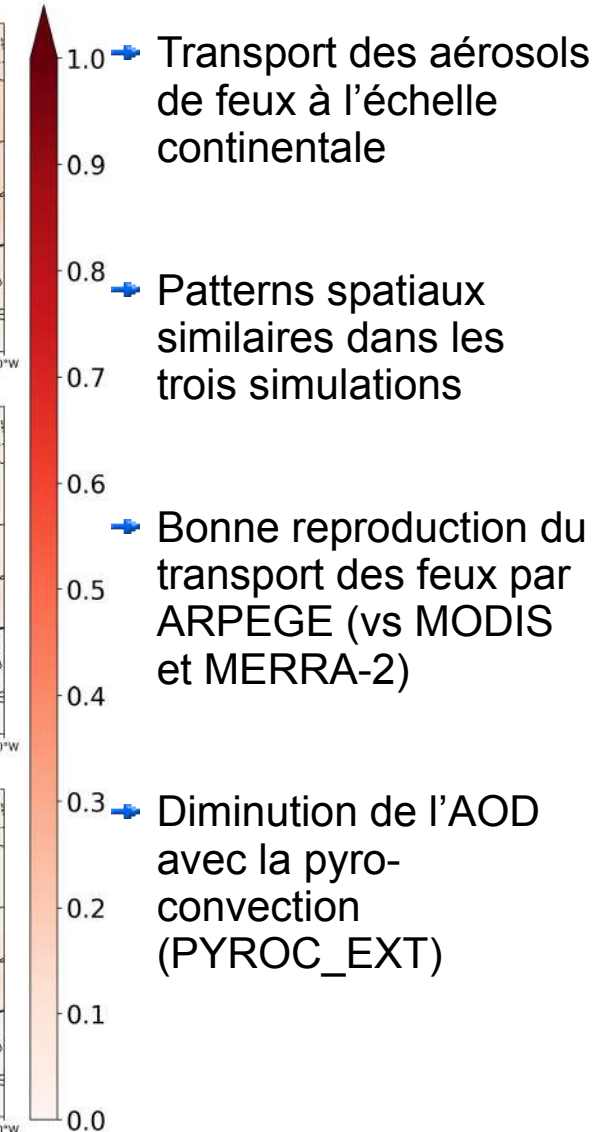 1.0
Transport des aérosols
de feux à l’échelle
continentale
0.9
0.8
Patterns spatiaux
similaires dans les
trois simulations
0.7
0.6
Bonne reproduction du
transport des feux par
ARPEGE (vs MODIS
et MERRA-2)
0.5
0.4
0.3
Diminution de l’AOD
avec la pyro-
convection
(PYROC_EXT)
0.2
0.1
0.0